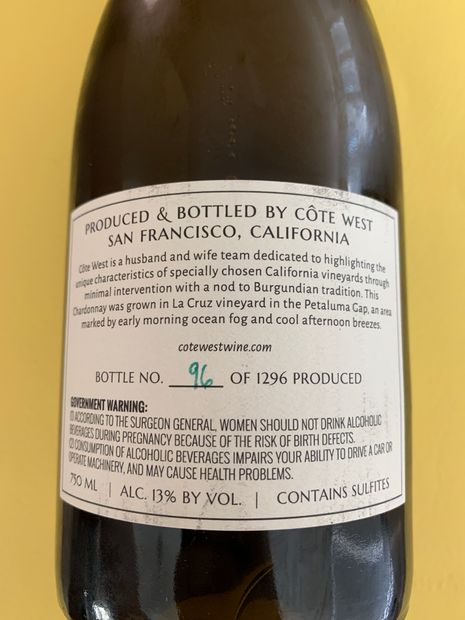 PRODUCED & BOTTLED BY CÔTE WEST
SAN FRANCISCO, CALIFORNIA
Côte West is a husband and wife team dedicated to highlighting the
unique characteristics of specially chosen California vineyards through
minimal intervention with a nod to Burgundian tradition. This
Chardonnay was grown in La Cruz vineyard in the Petaluma Gap, an area
marked by early morning ocean fog and cool afternoon breezes.
cotewestwine.com
BOTTLE NO. 96 OF 1296 PRODUCED
GOVERNMENT WARNING:
(1) ACCORDING TO THE SURGEON GENERAL, WOMEN SHOULD NOT DRINK ALCOHOLIC
BEVERAGES DURING PREGNANCY BECAUSE OF THE RISK OF BIRTH DEFECTS.
(2) CONSUMPTION OF ALCOHOLIC BEVERAGES IMPAIRS YOUR ABILITY TO DRIVE A CAR OR
OPERATE MACHINERY, AND MAY CAUSE HEALTH PROBLEMS.
750 ML | ALC. 13% BY VOL. | CONTAINS SULFITES